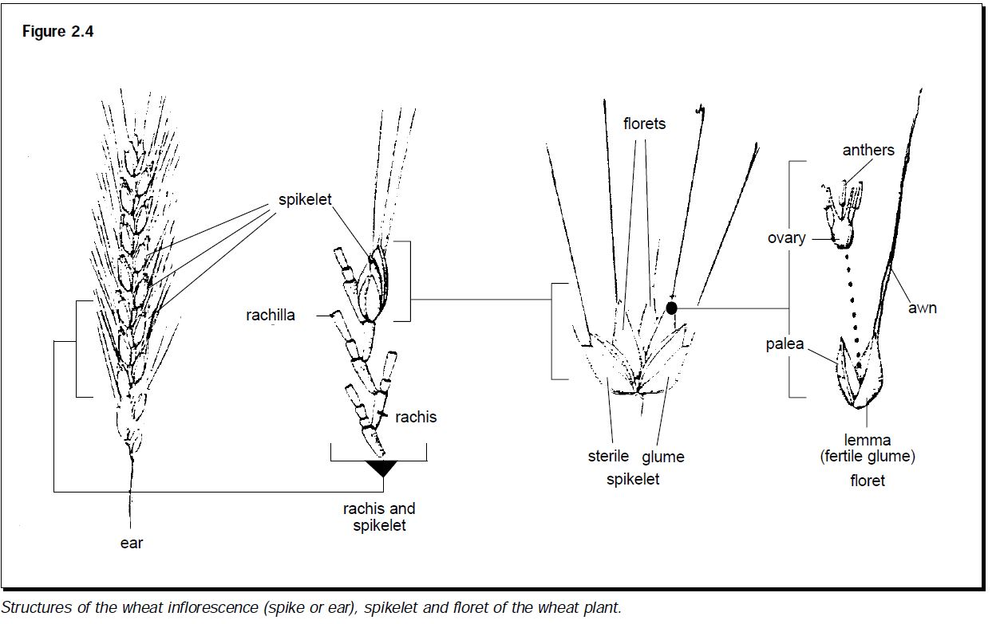 Figure 2.4
spikelet
rachilla
rachis
rachis and
spikelet
ear
florets
sterile glume
spikelet
anthers
ovary
awn
palea
lemma
(fertile glume)
floret
Structures of the wheat inflorescence (spike or ear), spikelet and floret of the wheat plant.